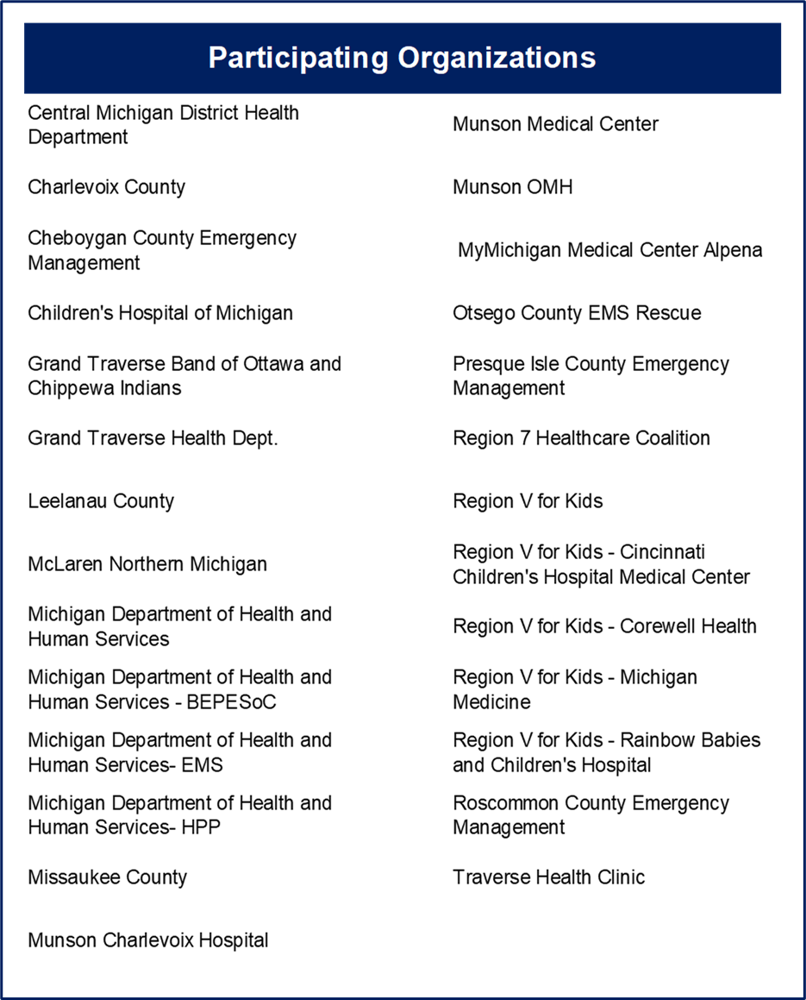 Participating Organizations
Central Michigan District Health
Department
Charlevoix County
Cheboygan County Emergency
Management
Children's Hospital of Michigan
Grand Traverse Band of Ottawa and
Chippewa Indians
Grand Traverse Health Dept.
Leelanau County
McLaren Northern Michigan
Michigan Department of Health and
Human Services
Michigan Department of Health and
Human Services - BEPESoC
Michigan Department of Health and
Human Services- EMS
Michigan Department of Health and
Human Services- HPP
Missaukee County
Munson Charlevoix Hospital
Munson Medical Center
Munson OMH
MyMichigan Medical Center Alpena
Otsego County EMS Rescue
Presque Isle County Emergency
Management
Region 7 Healthcare Coalition
Region V for Kids
Region V for Kids - Cincinnati
Children's Hospital Medical Center
Region V for Kids - Corewell Health
Region V for Kids - Michigan
Medicine
Region V for Kids - Rainbow Babies
and Children's Hospital
Roscommon County Emergency
Management
Traverse Health Clinic